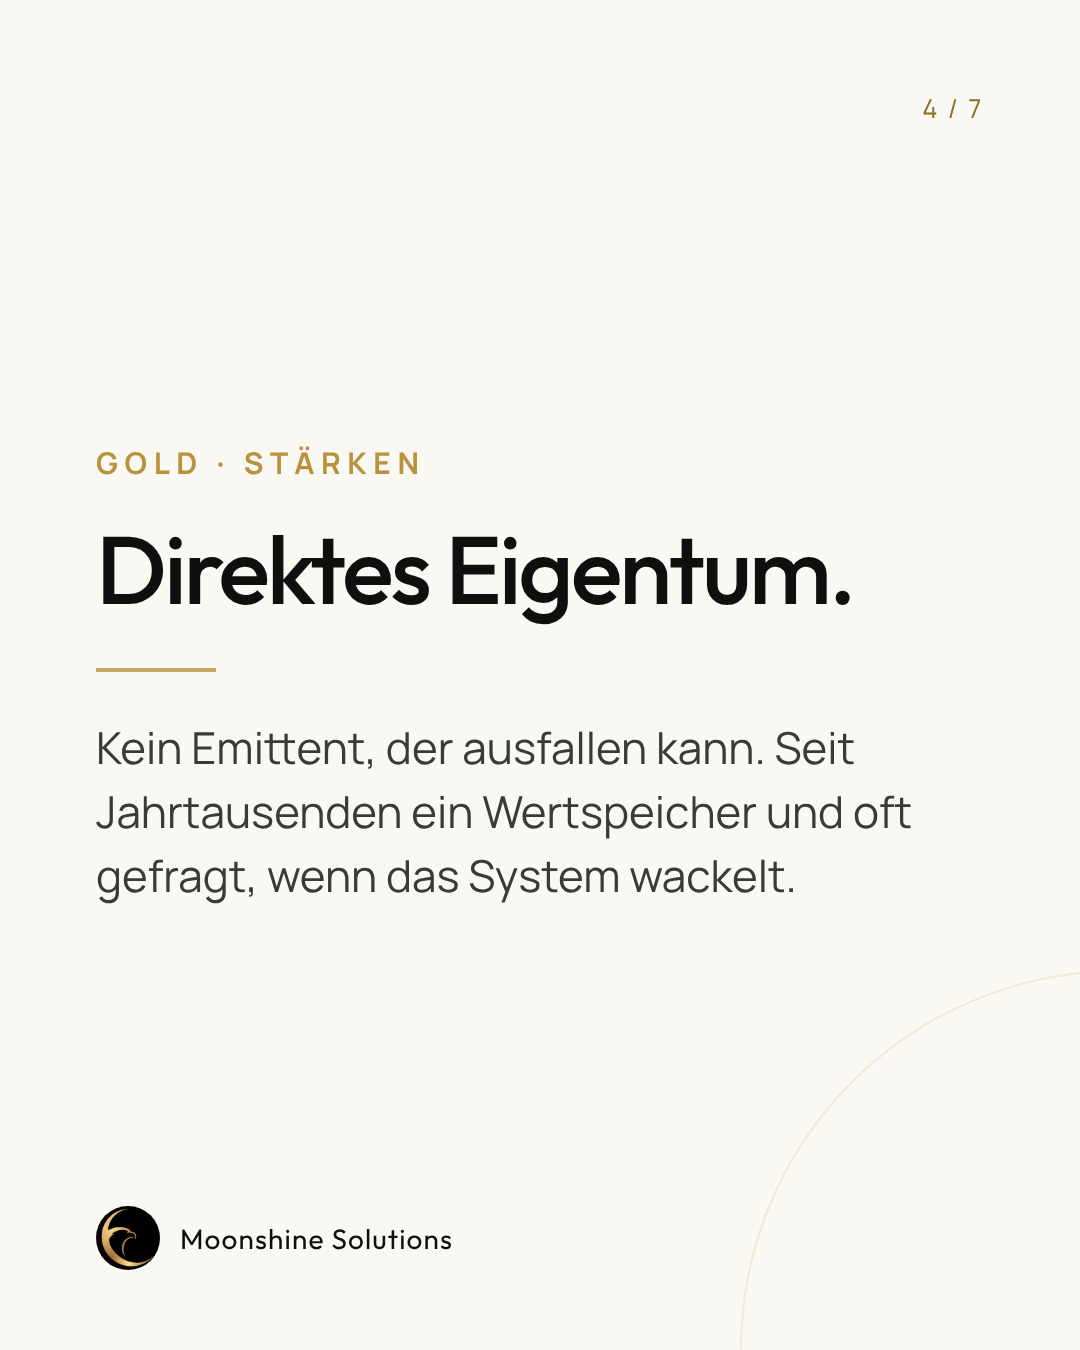 4 / 7
GOLD · STÄRKEN
Direktes Eigentum.
Kein Emittent, der ausfallen kann. Seit
Jahrtausenden ein Wertspeicher und oft
gefragt, wenn das System wackelt.
Moonshine Solutions